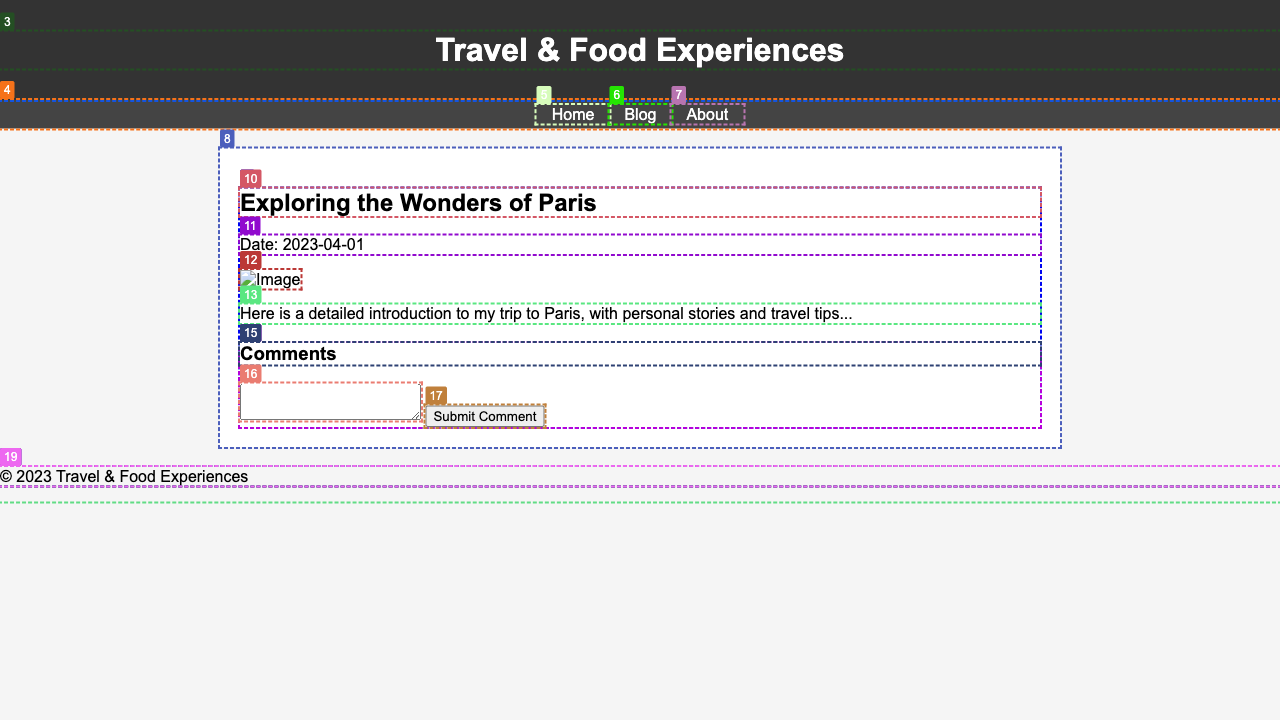 3
Travel & Food Experiences
4
5 6 7
Home Blog About
8
10
Exploring the Wonders of Paris
11
Date: 2023-04-01
12
Image
13
Here is a detailed introduction to my trip to Paris, with personal stories and travel tips...
15
Comments
16
17
Submit Comment
19
© 2023 Travel & Food Experiences